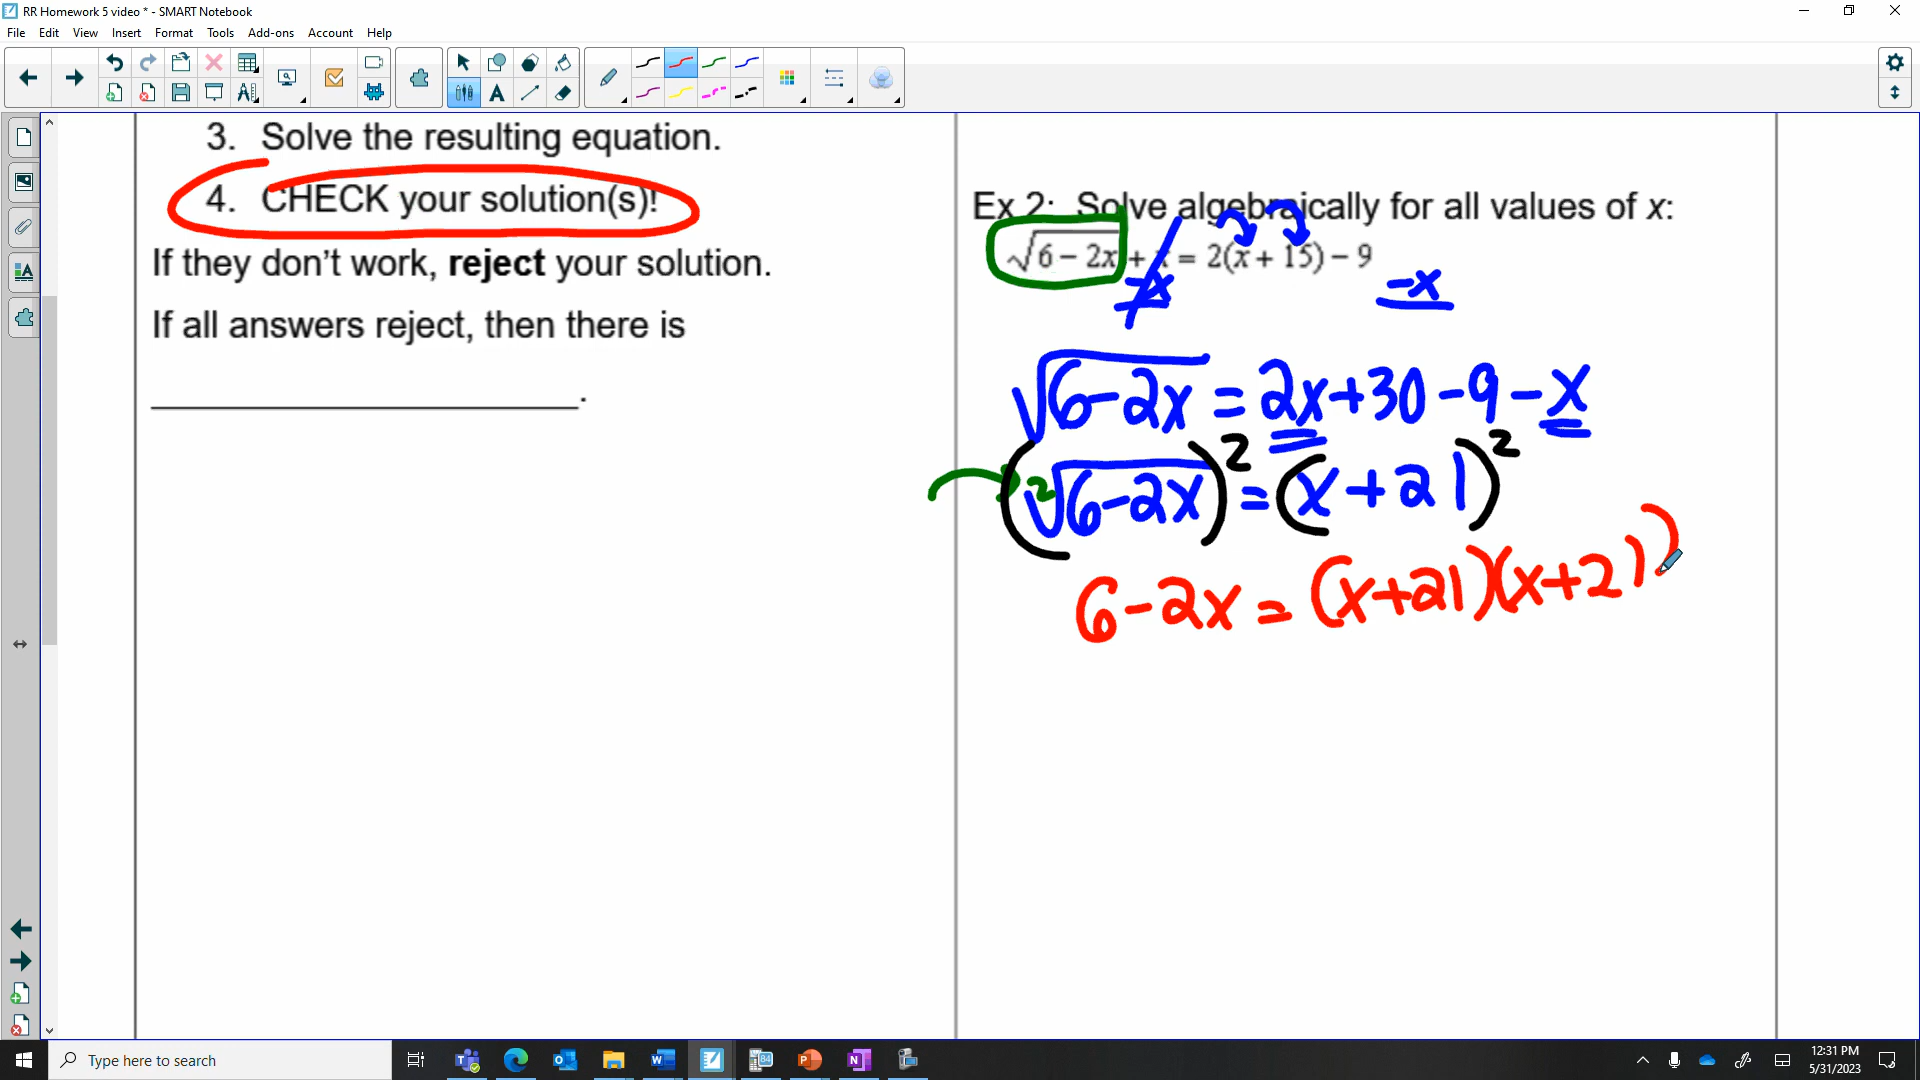 RR Homework 5 video * - SMART Notebook
File Edit View Insert Format Tools Add-ons Account Help
3. Solve the resulting equation.
4. CHECK your solution(s)!
If they don't work, reject your solution.
If all answers reject, then there is
______________________.
Ex 2: Solve algebraically for all values of x:
√(6 – 2x) + x = 2(x + 15) – 9
-x -x
√(6-2x) = 2x+30-9-x
(²√(6-2x))² = (x+21)²
6-2x = (x+21)(x+21)
Type here to search
12:31 PM
5/31/2023